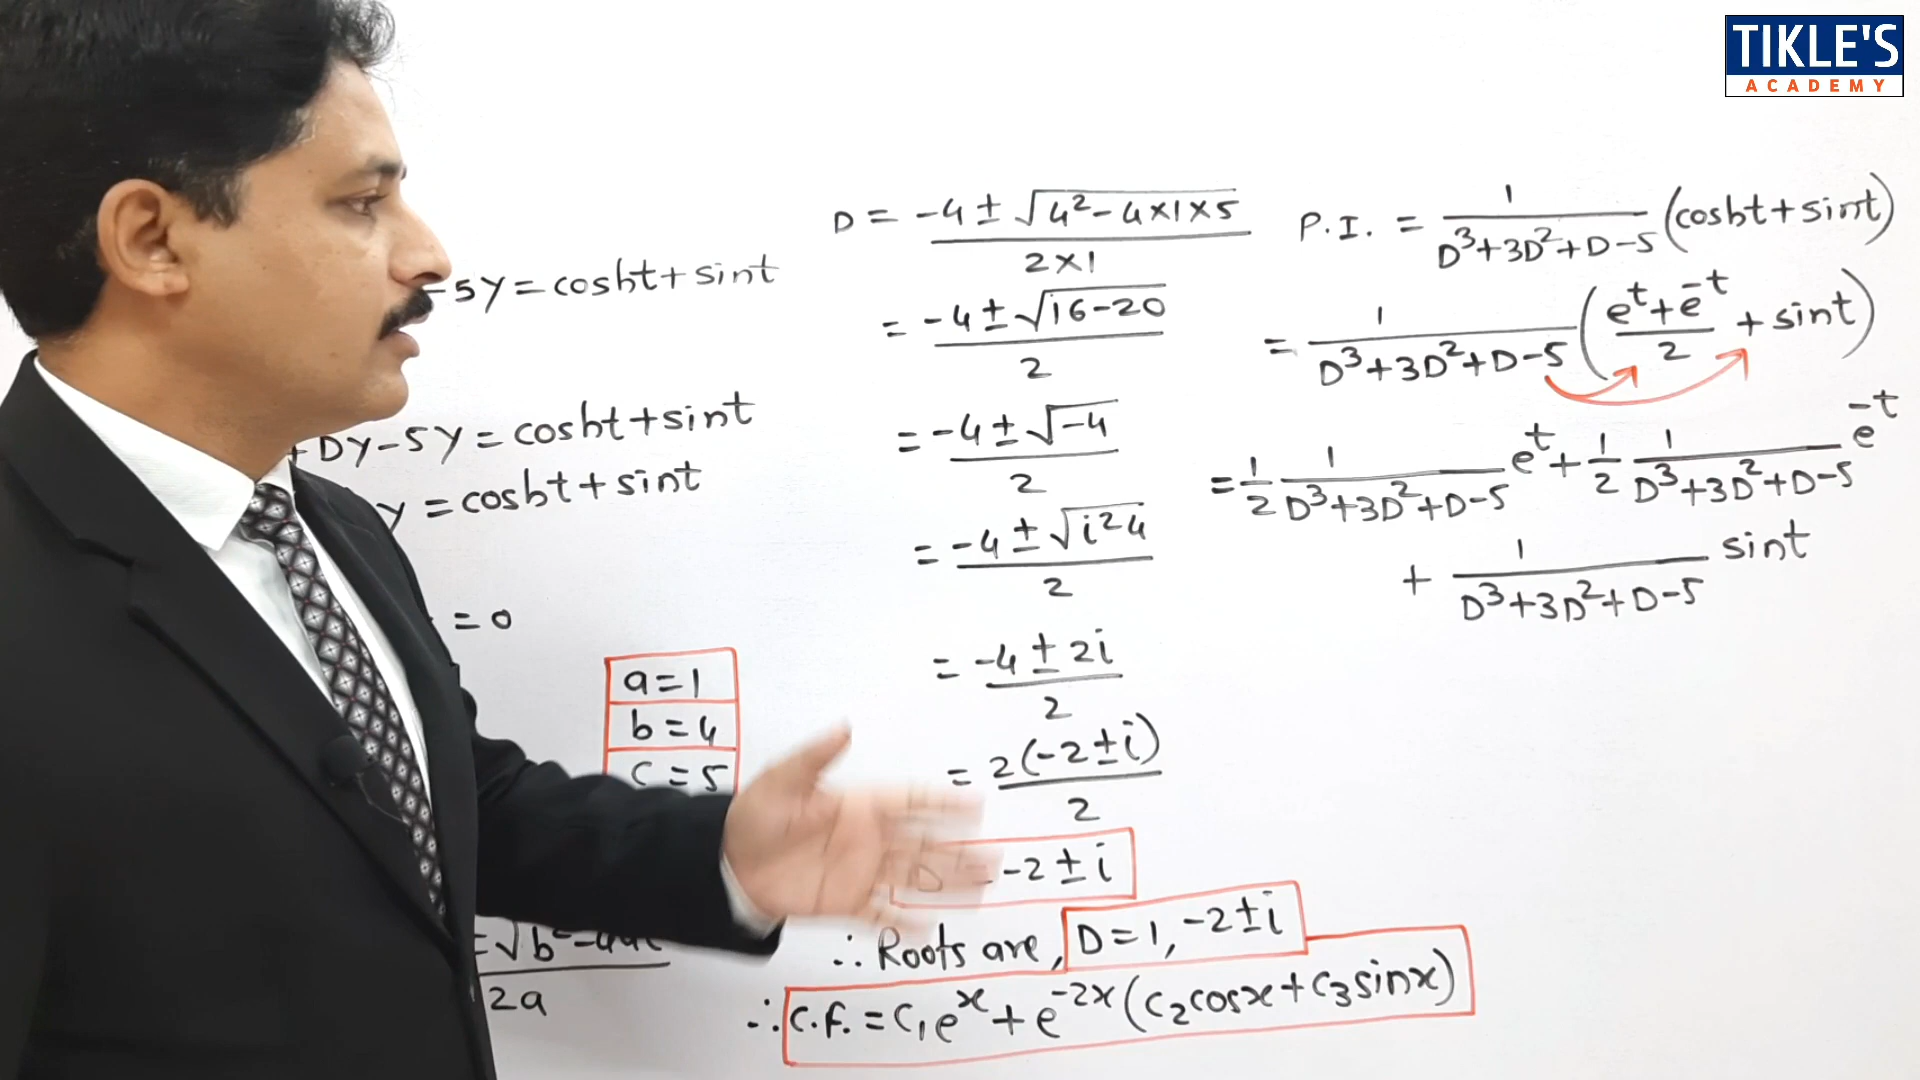 TIKLE'S
ACADEMY
-5y = cosht + sint
+Dy-5y = cosht + sint
y = cosht + sint
= 0
a=1
b=4
c=5
2a
D = -4 ± √4²-4×1×5 / 2×1
= -4 ± √16-20 / 2
= -4 ± √-4 / 2
= -4 ± √i²4 / 2
= -4 ± 2i / 2
= 2(-2±i) / 2
= -2 ± i
∴ Roots are, D=1, -2±i
∴ C.F. = C₁eˣ + e⁻²ˣ (C₂cosx + C₃sinx)
P.I. = 1 / D³+3D²+D-5 (cosht + sint)
= 1 / D³+3D²+D-5 (eᵗ+e⁻ᵗ / 2 + sint)
= 1/2 1 / D³+3D²+D-5 eᵗ + 1/2 1 / D³+3D²+D-5 e⁻ᵗ
+ 1 / D³+3D²+D-5 sint